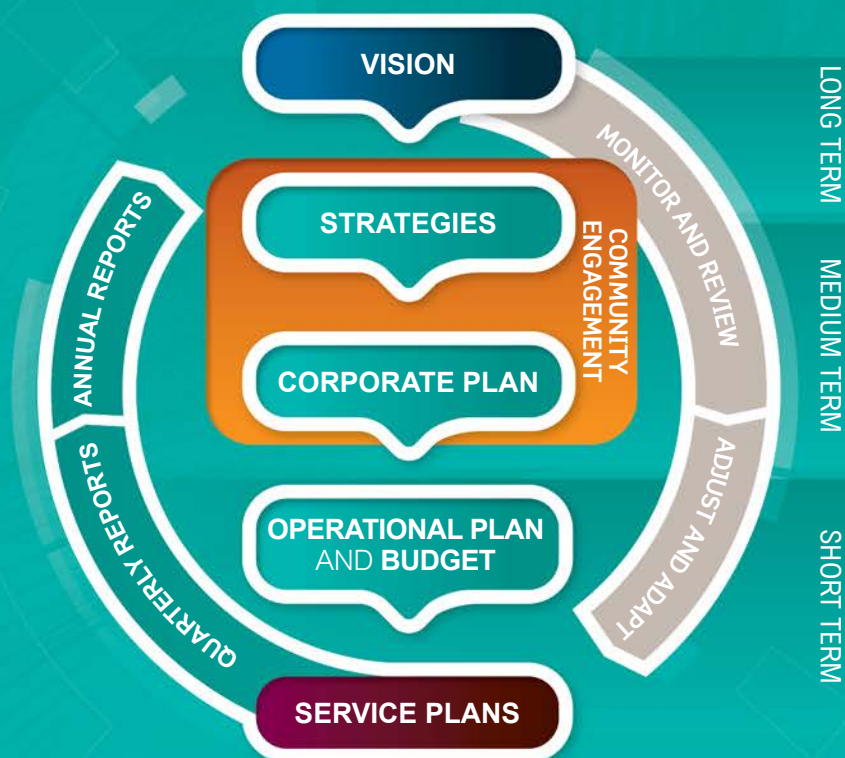 VISION
STRATEGIES
COMMUNITY
ENGAGEMENT
CORPORATE PLAN
OPERATIONAL PLAN
AND BUDGET
SERVICE PLANS
QUARTERLY REPORTS
ANNUAL REPORTS
MONITOR AND REVIEW
ADJUST AND ADAPT
LONG TERM
MEDIUM TERM
SHORT TERM